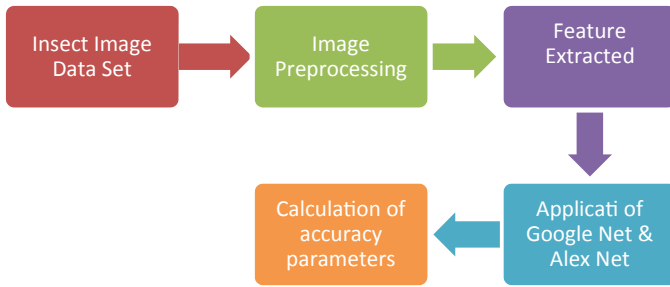 Insect Image
Data Set
Image
Preprocessing
Feature
Extracted
Applicati of
Google Net &
Alex Net
Calculation of
accuracy
parameters